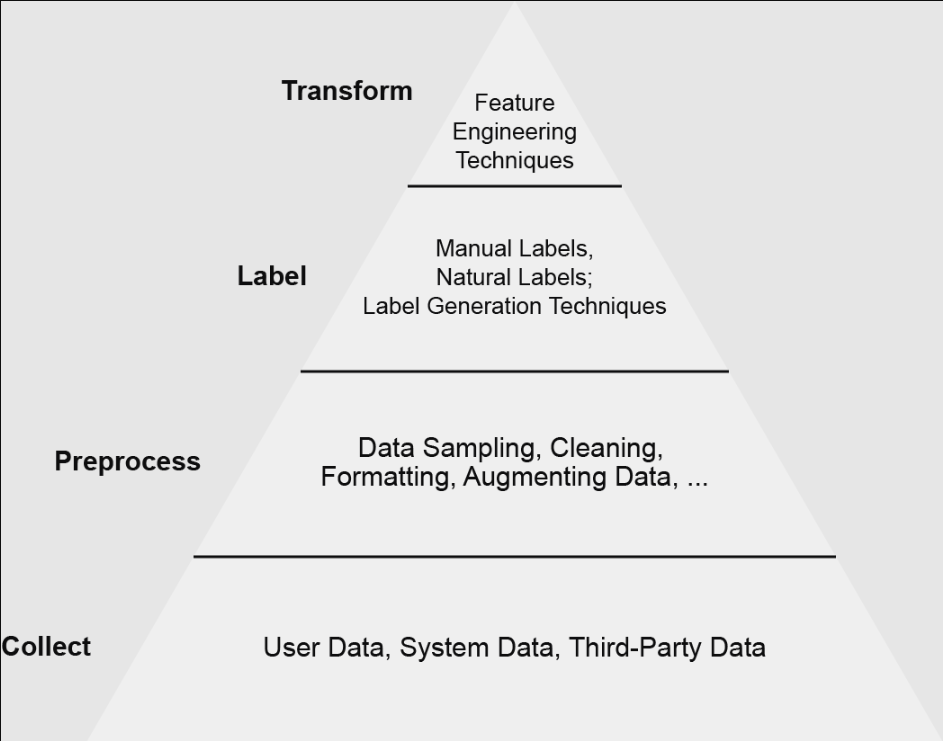 Transform
Feature
Engineering
Techniques
Label
Manual Labels,
Natural Labels;
Label Generation Techniques
Preprocess
Data Sampling, Cleaning,
Formatting, Augmenting Data, ...
Collect
User Data, System Data, Third-Party Data